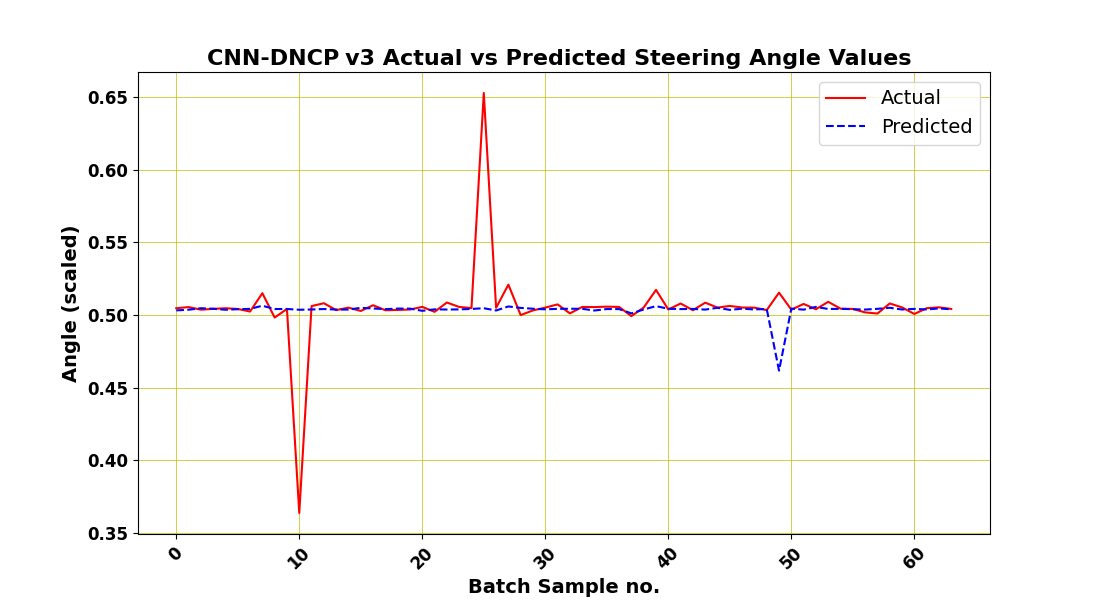 CNN-DNCP v3 Actual vs Predicted Steering Angle Values
Actual
Predicted
Angle (scaled)
0.65
0.60
0.55
0.50
0.45
0.40
0.35
0
10
20
30
40
50
60
Batch Sample no.